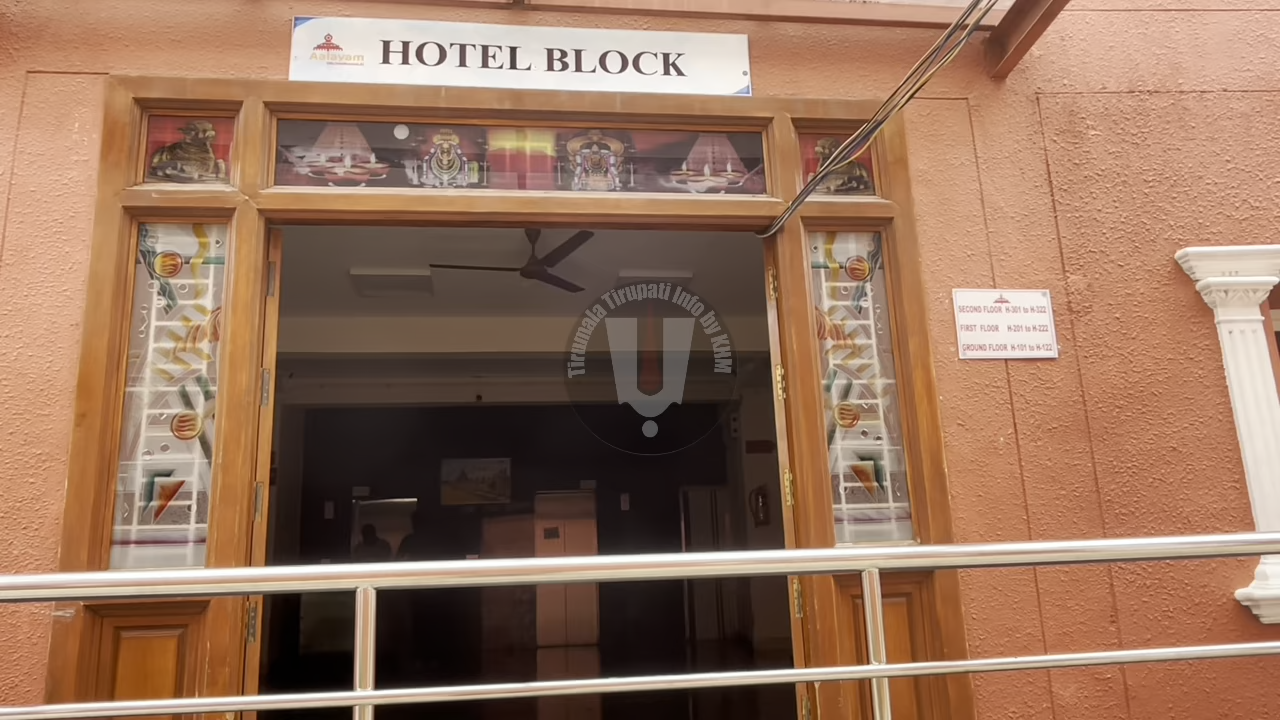 Aalayam
HOTEL BLOCK
SECOND FLOOR H-301 to H-322
FIRST FLOOR H-201 to H-222
GROUND FLOOR H-101 to H-122
Tirumala Tirupati Info by KHM